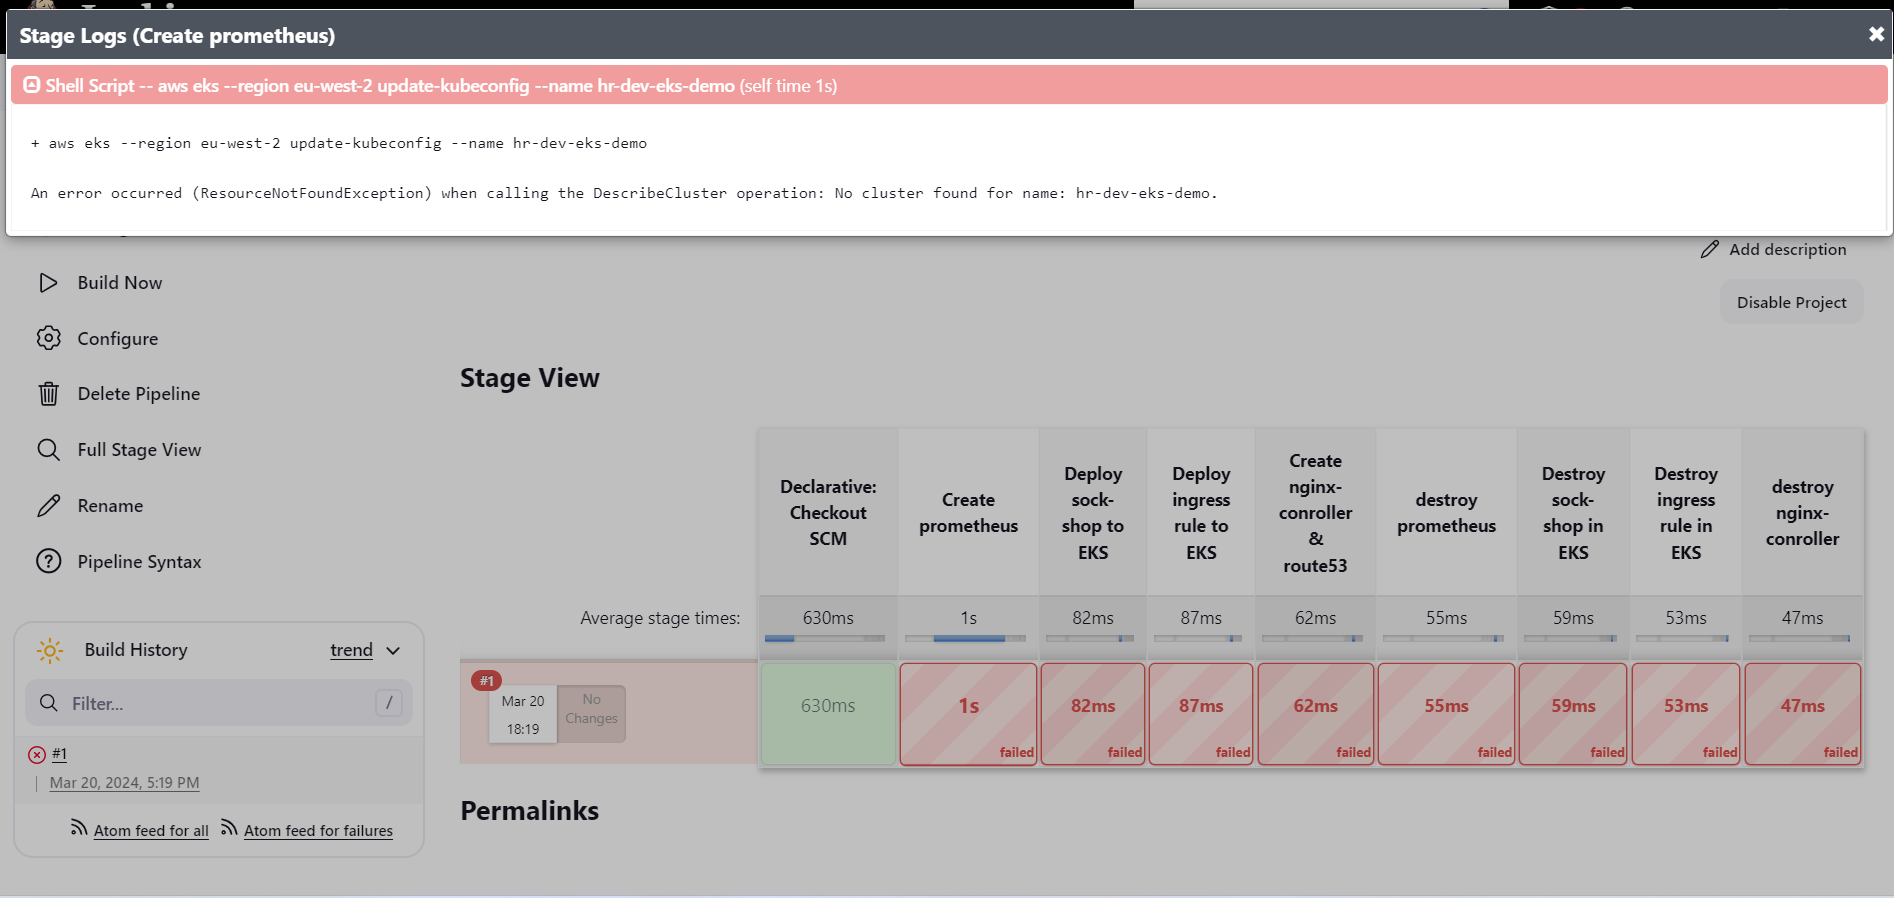 Stage Logs (Create prometheus)
Shell Script -- aws eks --region eu-west-2 update-kubeconfig --name hr-dev-eks-demo (self time 1s)
+ aws eks --region eu-west-2 update-kubeconfig --name hr-dev-eks-demo
An error occurred (ResourceNotFoundException) when calling the DescribeCluster operation: No cluster found for name: hr-dev-eks-demo.
Add description
Build Now
Disable Project
Configure
Delete Pipeline
Full Stage View
Rename
Pipeline Syntax
Stage View
Declarative:
Checkout
SCM
Create
prometheus
Deploy
sock-
shop to
EKS
Deploy
ingress
rule to
EKS
Create
nginx-
conroller
&
route53
destroy
prometheus
Destroy
sock-
shop in
EKS
Destroy
ingress
rule in
EKS
destroy
nginx-
conroller
Average stage times:
630ms
1s
82ms
87ms
62ms
55ms
59ms
53ms
47ms
#1
Mar 20
18:19
No
Changes
630ms
1s
failed
82ms
failed
87ms
failed
62ms
failed
55ms
failed
59ms
failed
53ms
failed
47ms
failed
Build History
trend
Filter...
/
#1
Mar 20, 2024, 5:19 PM
Atom feed for all
Atom feed for failures
Permalinks